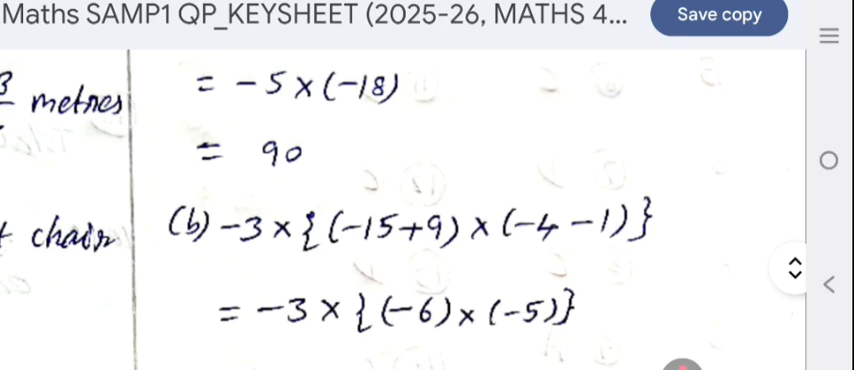 Maths SAMP1 QP_KEYSHEET (2025-26, MATHS 4...
Save copy
metres
= -5 × (-18)
= 90
chair
(b) -3 × { (-15+9) × (-4 -1)}
= -3 × { (-6) × (-5)}